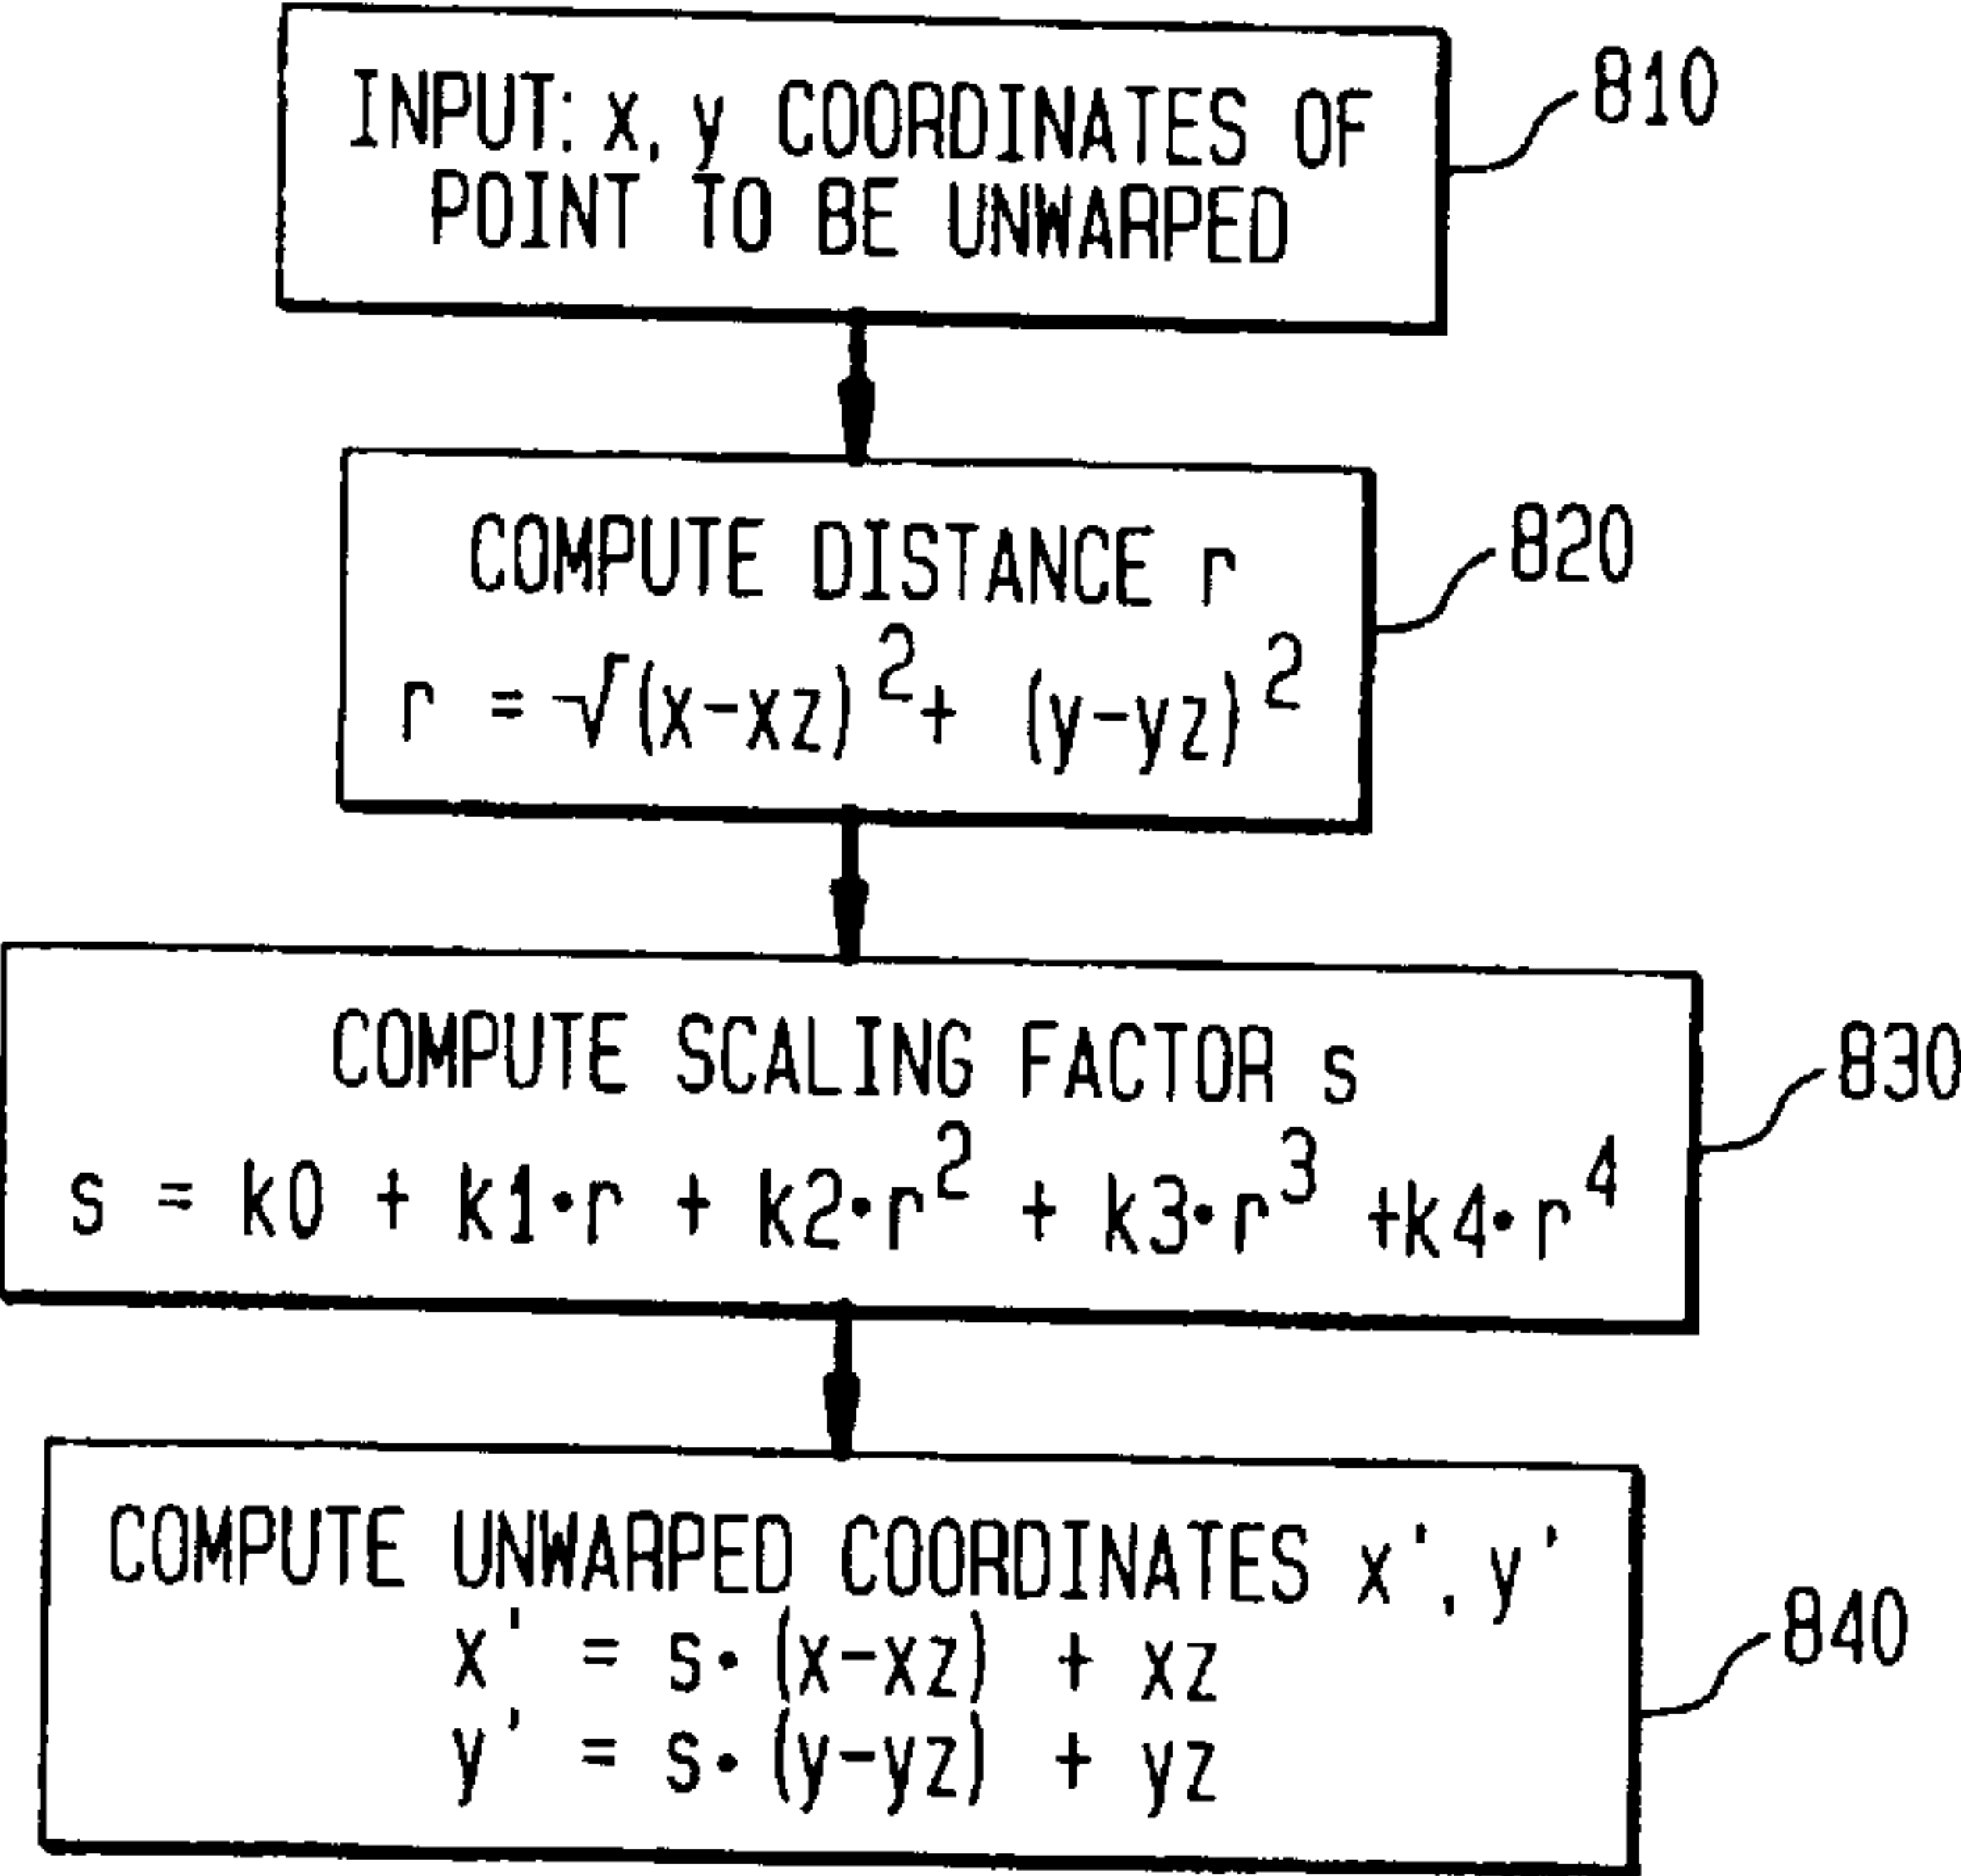 INPUT: x, y COORDINATES OF
POINT TO BE UNWARPED
810
COMPUTE DISTANCE r
r = √(x-xz)² + (y-yz)²
820
COMPUTE SCALING FACTOR s
s = k0 + k1•r + k2•r² + k3•r³ +k4•r⁴
830
COMPUTE UNWARPED COORDINATES x', y'
x' = s•(x-xz) + xz
y' = s•(y-yz) + yz
840